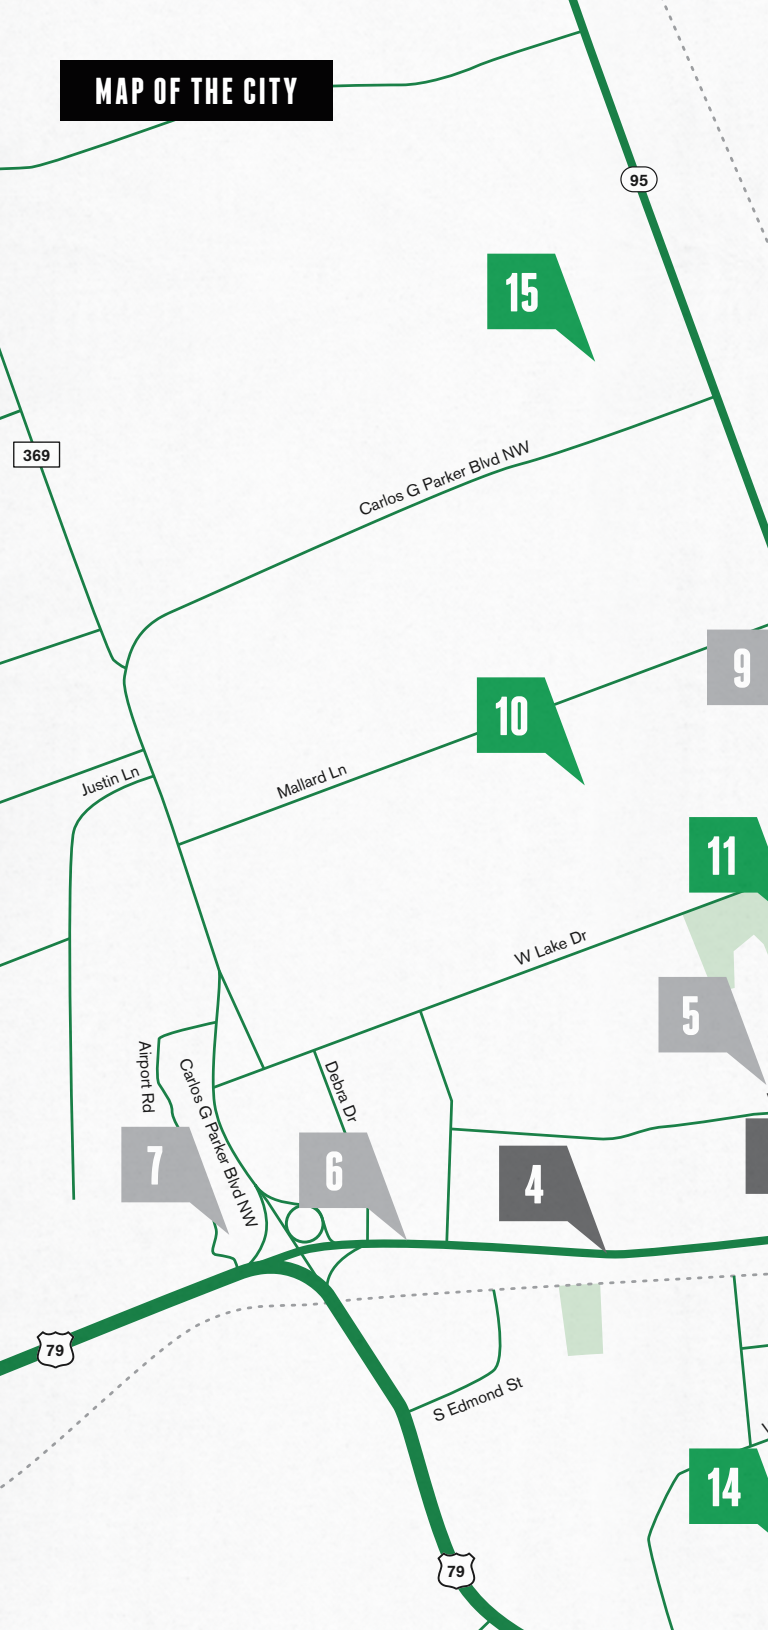 MAP OF THE CITY
95
15
369
Carlos G Parker Blvd NW
9
10
Justin Ln
Mallard Ln
11
W Lake Dr
5
Airport Rd
Carlos G Parker Blvd NW
Debra Dr
7
6
4
79
S Edmond St
14
79